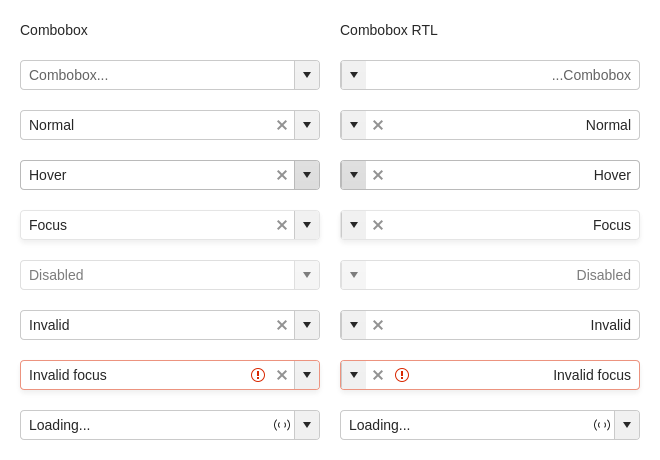 Combobox
Combobox RTL
Combobox...
...Combobox
Normal
Normal
Hover
Hover
Focus
Focus
Disabled
Disabled
Invalid
Invalid
Invalid focus
Invalid focus
Loading...
Loading...